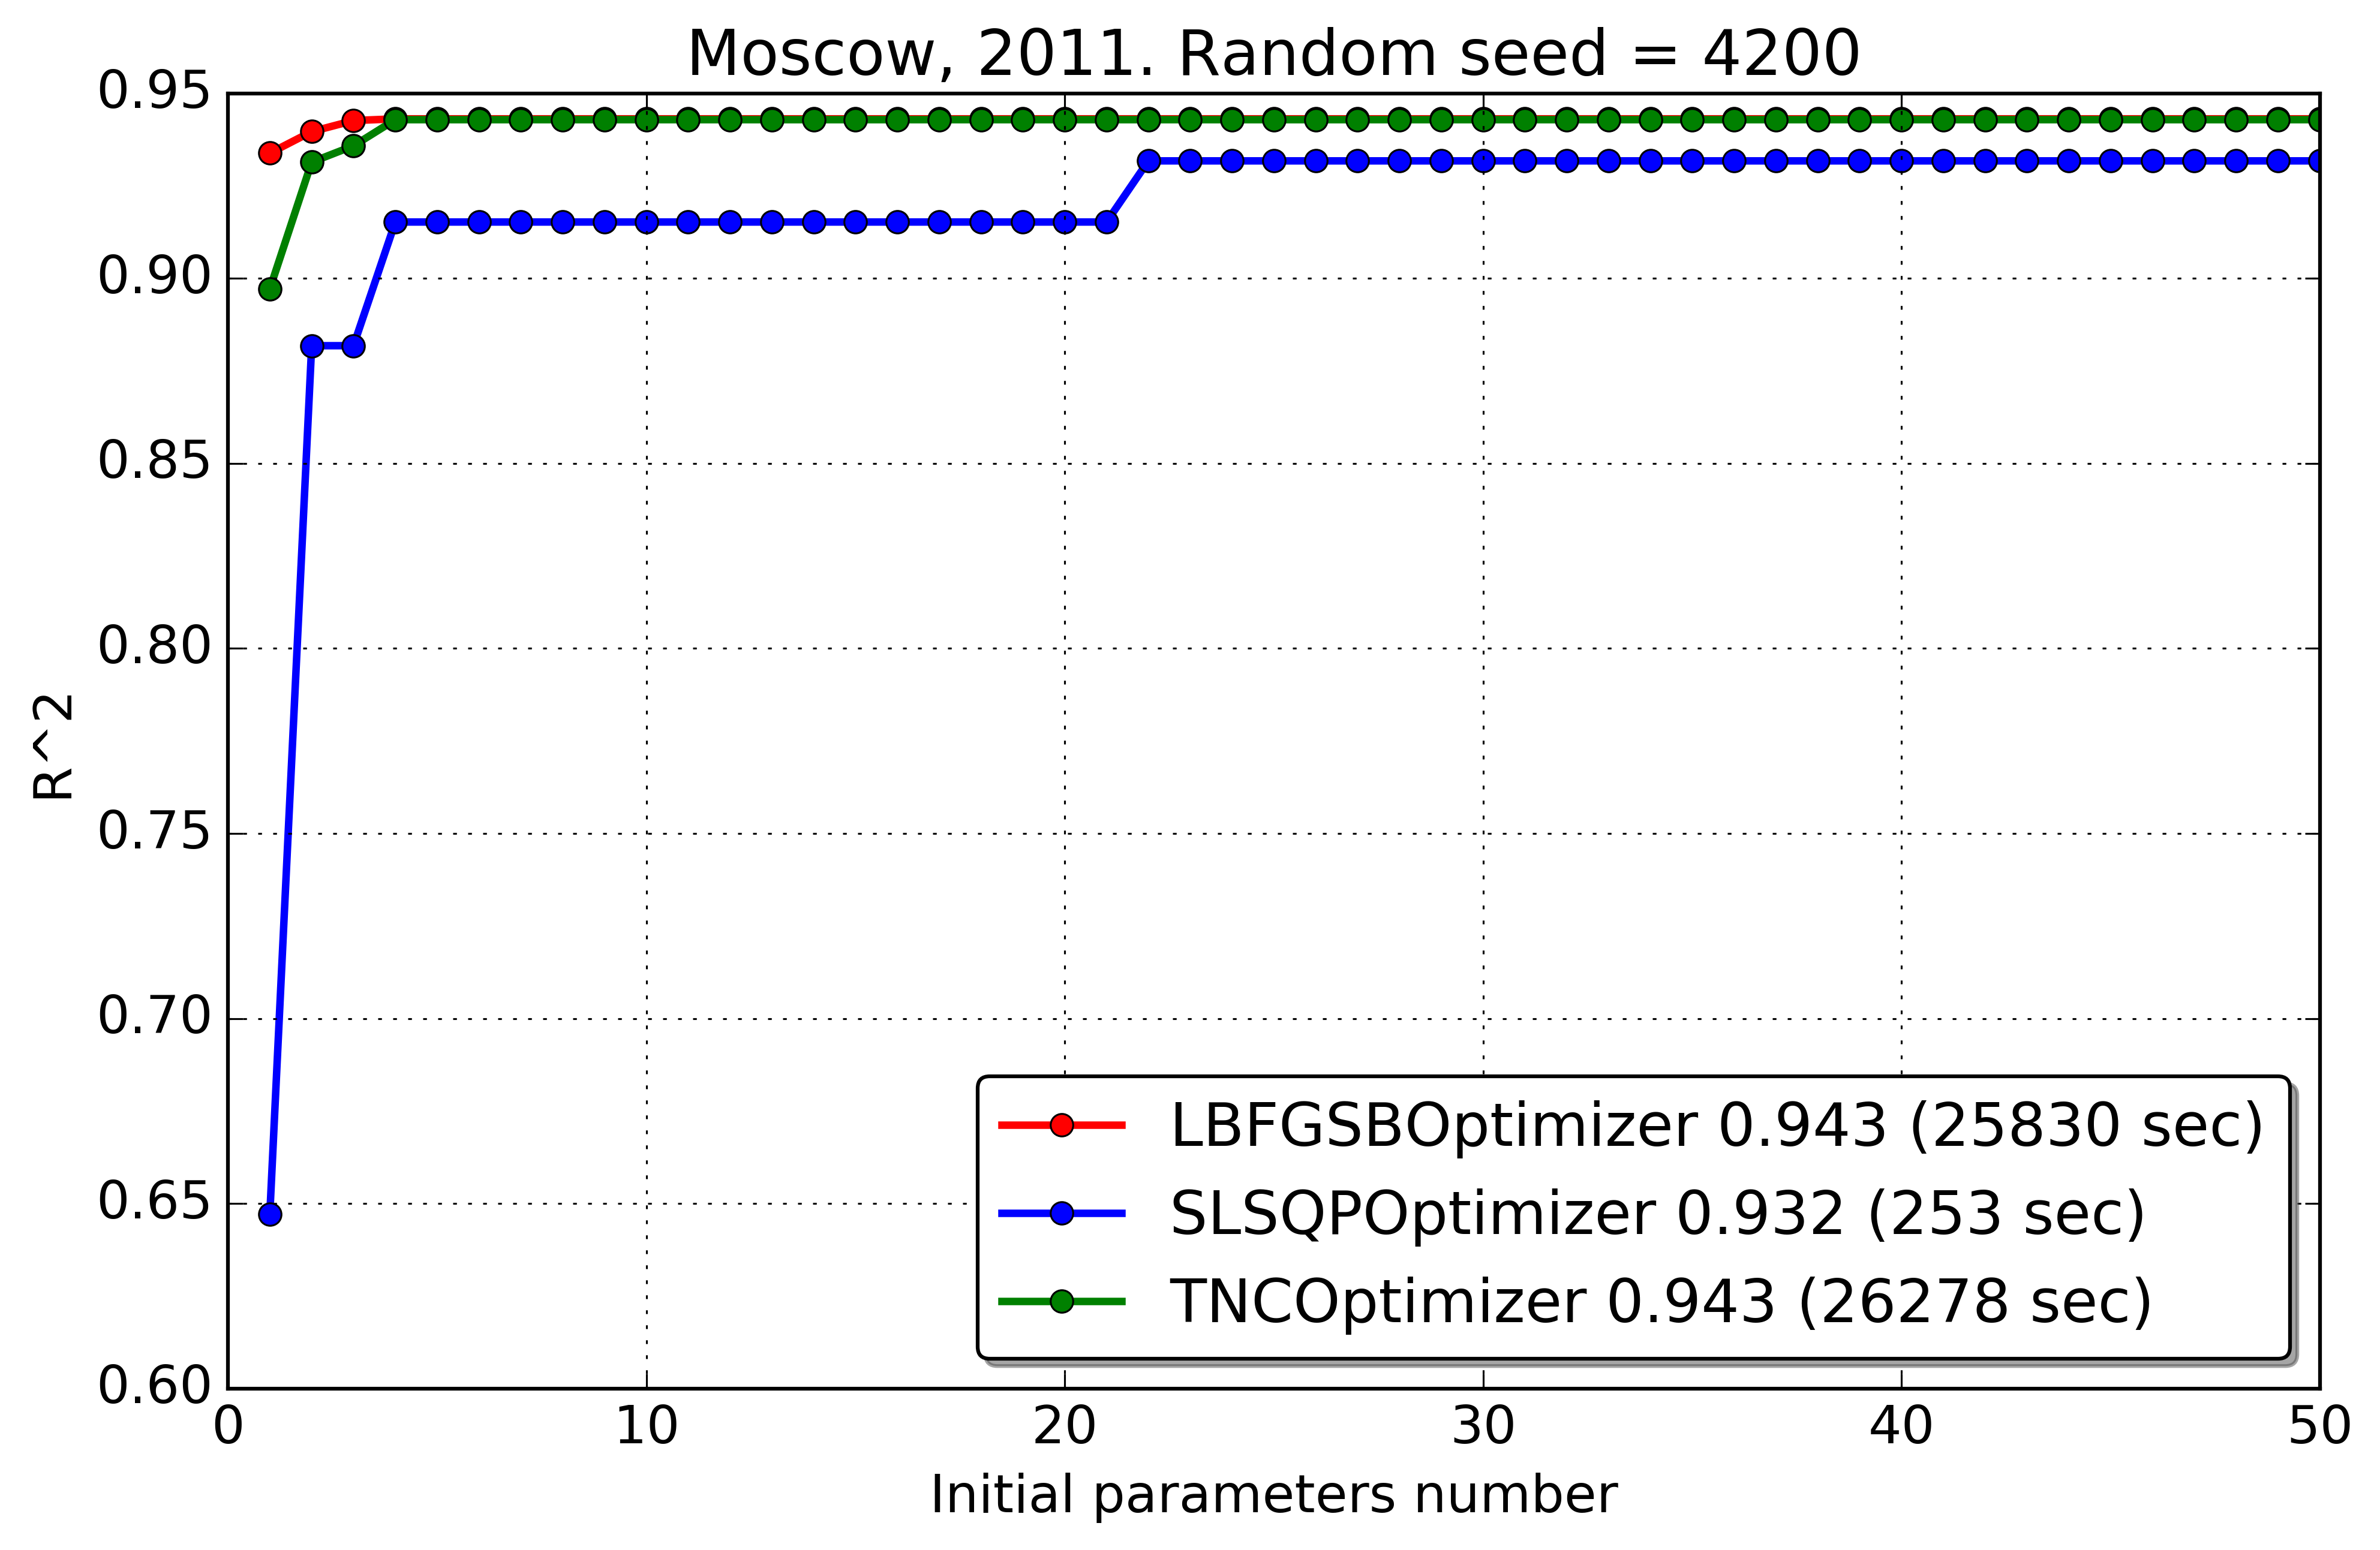 Moscow, 2011. Random seed = 4200
0.95
0.90
0.85
0.80
0.75
0.70
0.65
0.60
R^2
LBFGSBOptimizer 0.943 (25830 sec)
SLSQPOptimizer 0.932 (253 sec)
TNCOptimizer 0.943 (26278 sec)
0 10 20 30 40 50
Initial parameters number